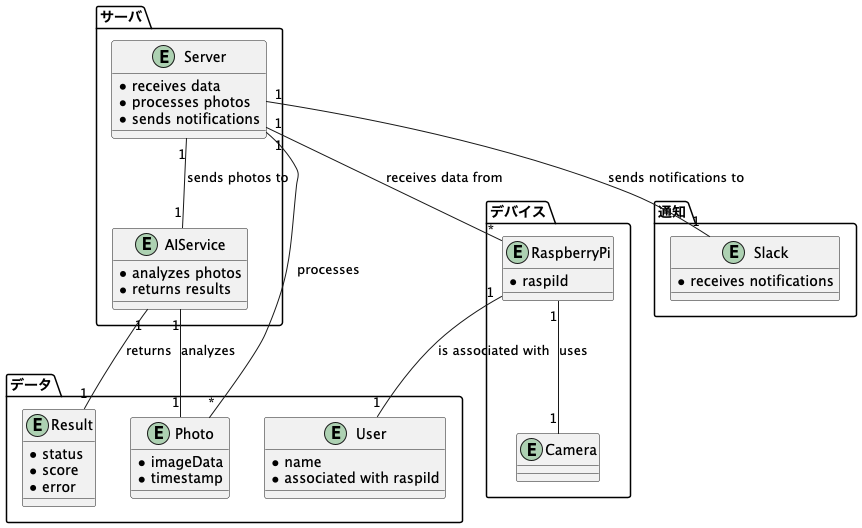 サーバ
E Server
• receives data
• processes photos
• sends notifications
1
1
1
1
sends photos to
receives data from
sends notifications to
1
デバイス
通知
*
1
E AIService
• analyzes photos
• returns results
E RaspberryPi
• raspiId
E Slack
• receives notifications
processes
1
1
1
1
returns
analyzes
is associated with
uses
データ
1
1
*
1
1
E Result
• status
• score
• error
E Photo
• imageData
• timestamp
E User
• name
• associated with raspiId
E Camera